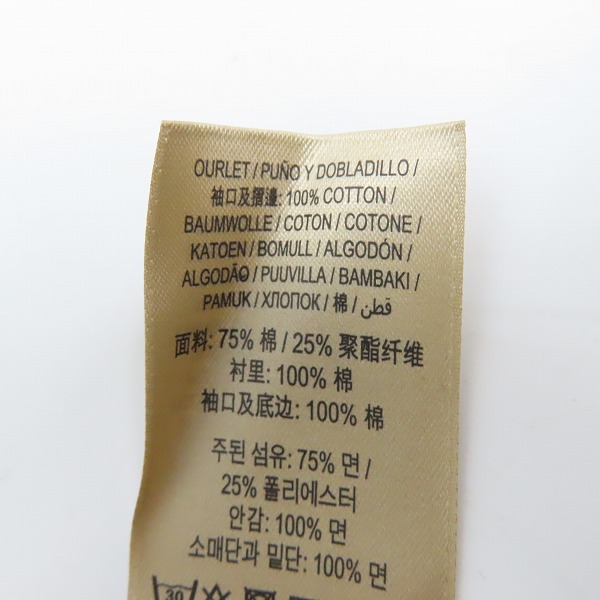 OURLET / PUÑO Y DOBLADILLO /
袖口及摺邊: 100% COTTON /
BAUMWOLLE / COTON / COTONE /
KATOEN / BOMULL / ALGODÓN /
ALGODÃO / PUUVILLA / BAMBAKI /
PAMUK / ХЛОПОК / 棉 / قطن
面料: 75% 棉 / 25% 聚酯纤维
衬里: 100% 棉
袖口及底边: 100% 棉
주된 섬유: 75% 면 /
25% 폴리에스터
안감: 100% 면
소매단과 밑단: 100% 면
30